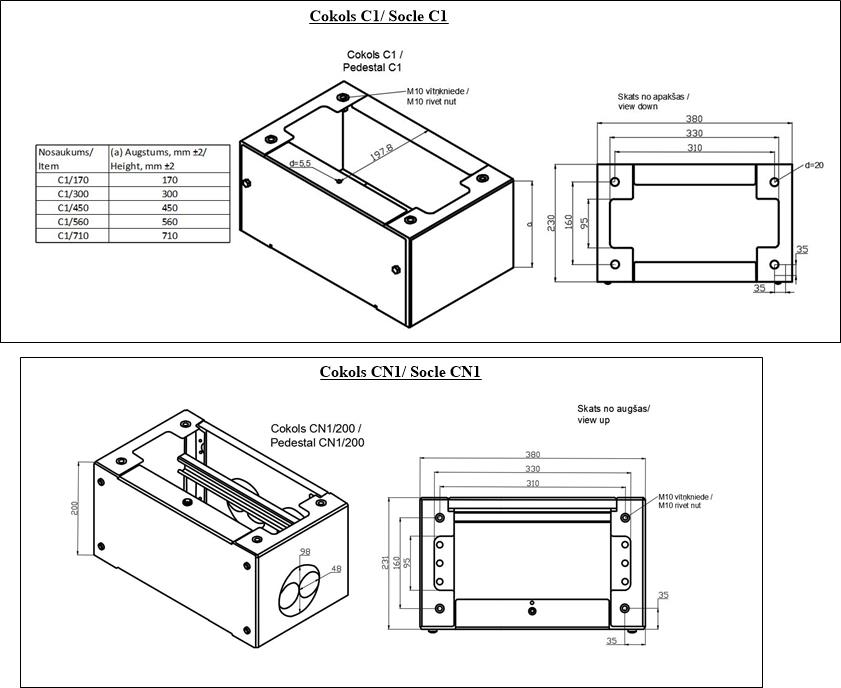 Cokols C1/ Socle C1
Cokols C1 /
Pedestal C1
M10 vītņkniede /
M10 rivet nut
197.8
d=5.5
a
Nosaukums/ (a) Augstums, mm ±2/
Item Height, mm ±2
C1/170 170
C1/300 300
C1/450 450
C1/560 560
C1/710 710
Skats no apakšas /
view down
380
330
310
d=20
230
160
95
35
35
Cokols CN1/ Socle CN1
Cokols CN1/200 /
Pedestal CN1/200
200
98
48
Skats no augšas/
view up
380
330
310
M10 vītņkniede /
M10 rivet nut
231
160
95
35
35